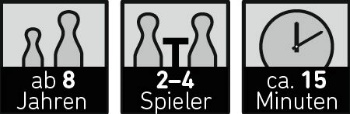 ab 8
Jahren
2–4
Spieler
ca. 15
Minuten